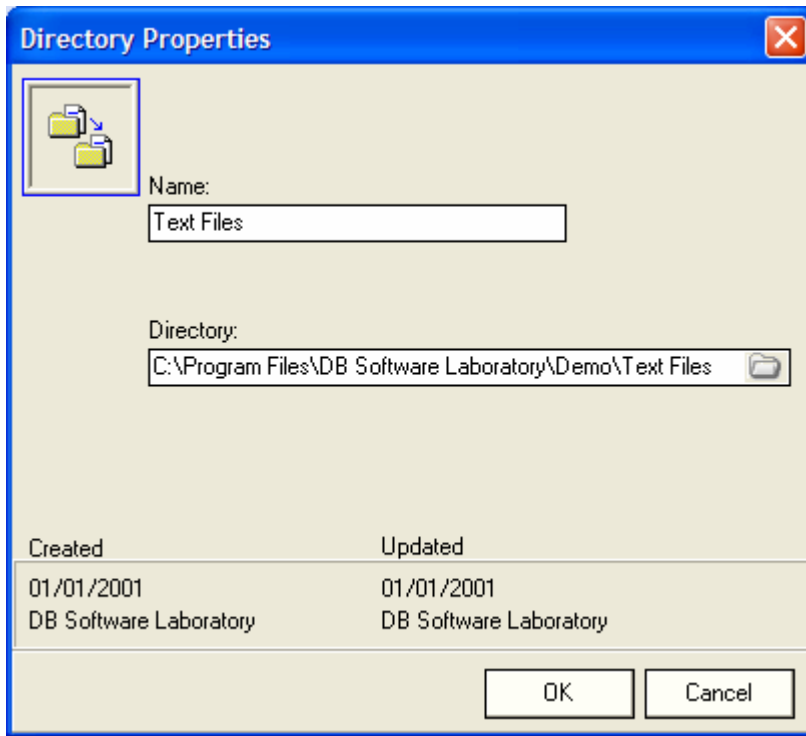 Directory Properties
Name:
Text Files
Directory:
C:\Program Files\DB Software Laboratory\Demo\Text Files
Created
Updated
01/01/2001
01/01/2001
DB Software Laboratory
DB Software Laboratory
OK
Cancel